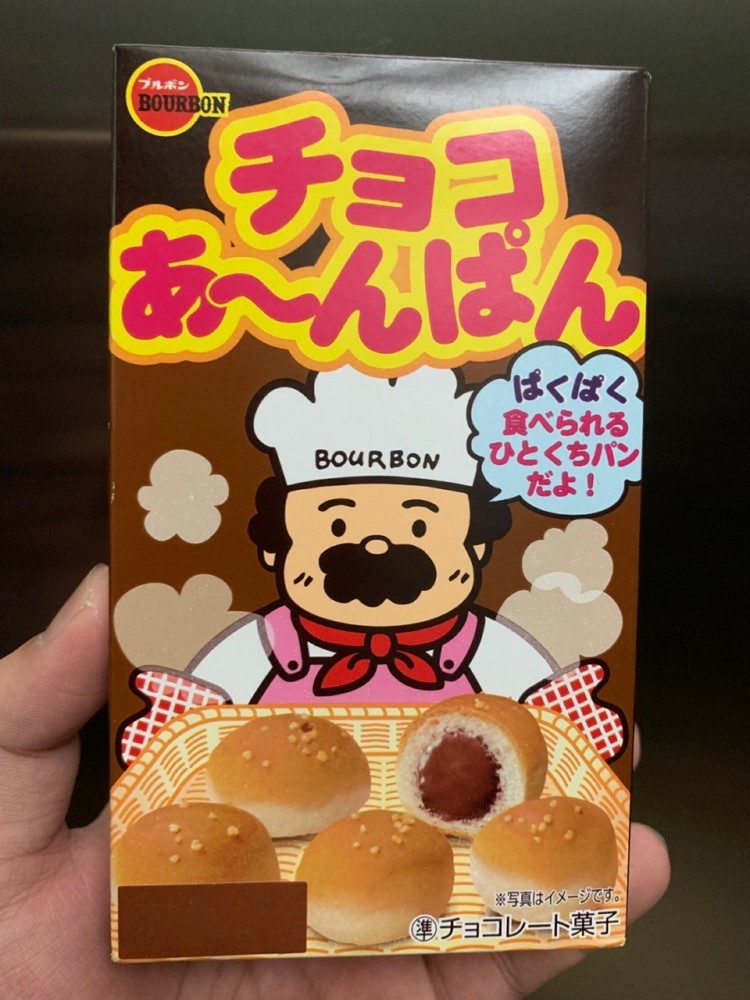 ブルボン
BOURBON
チョコ
あ〜んぱん
ぱくぱく
食べられる
ひとくちパン
だよ！
BOURBON
※写真はイメージです。
㊟チョコレート菓子